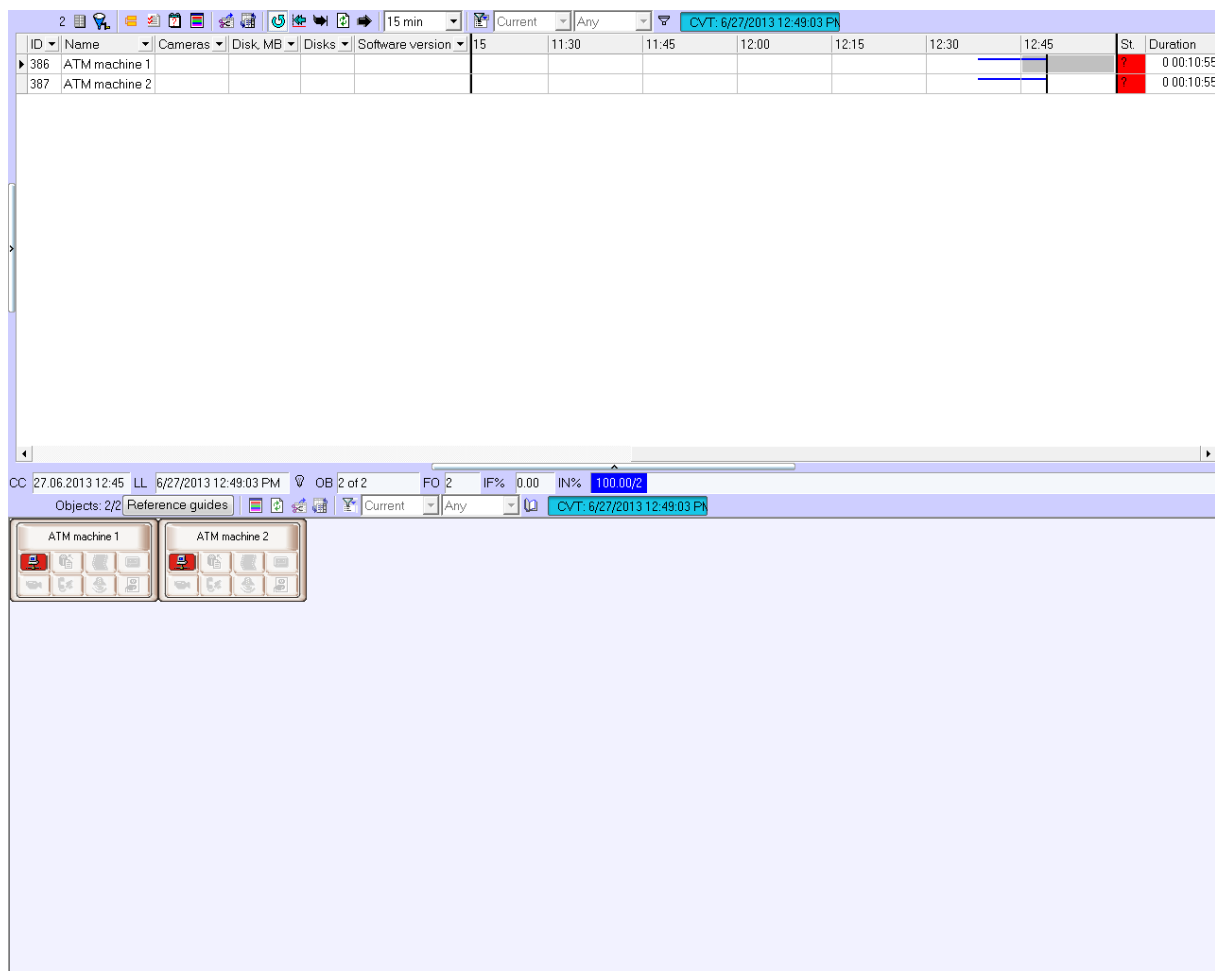 2 15 min Current Any CVT: 6/27/2013 12:49:03 PM
ID Name Cameras Disk, MB Disks Software version 15 11:30 11:45 12:00 12:15 12:30 12:45 St. Duration
386 ATM machine 1 ? 0 00:10:55
387 ATM machine 2 ? 0 00:10:55
CC 27.06.2013 12:45 LL 6/27/2013 12:49:03 PM OB 2 of 2 FO 2 IF% 0.00 IN% 100.00/2
Objects: 2/2 Reference guides Current Any CVT: 6/27/2013 12:49:03 PM
ATM machine 1 ATM machine 2